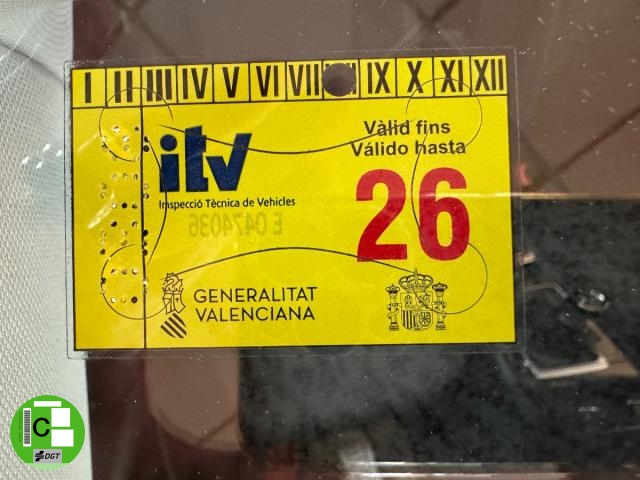 I II III IV V VI VII IX X XI XII
Vàlid fins
Válido hasta
itv
Inspecció Tècnica de Vehicles
26
E 0474036
GENERALITAT
VALENCIANA
C
DGT